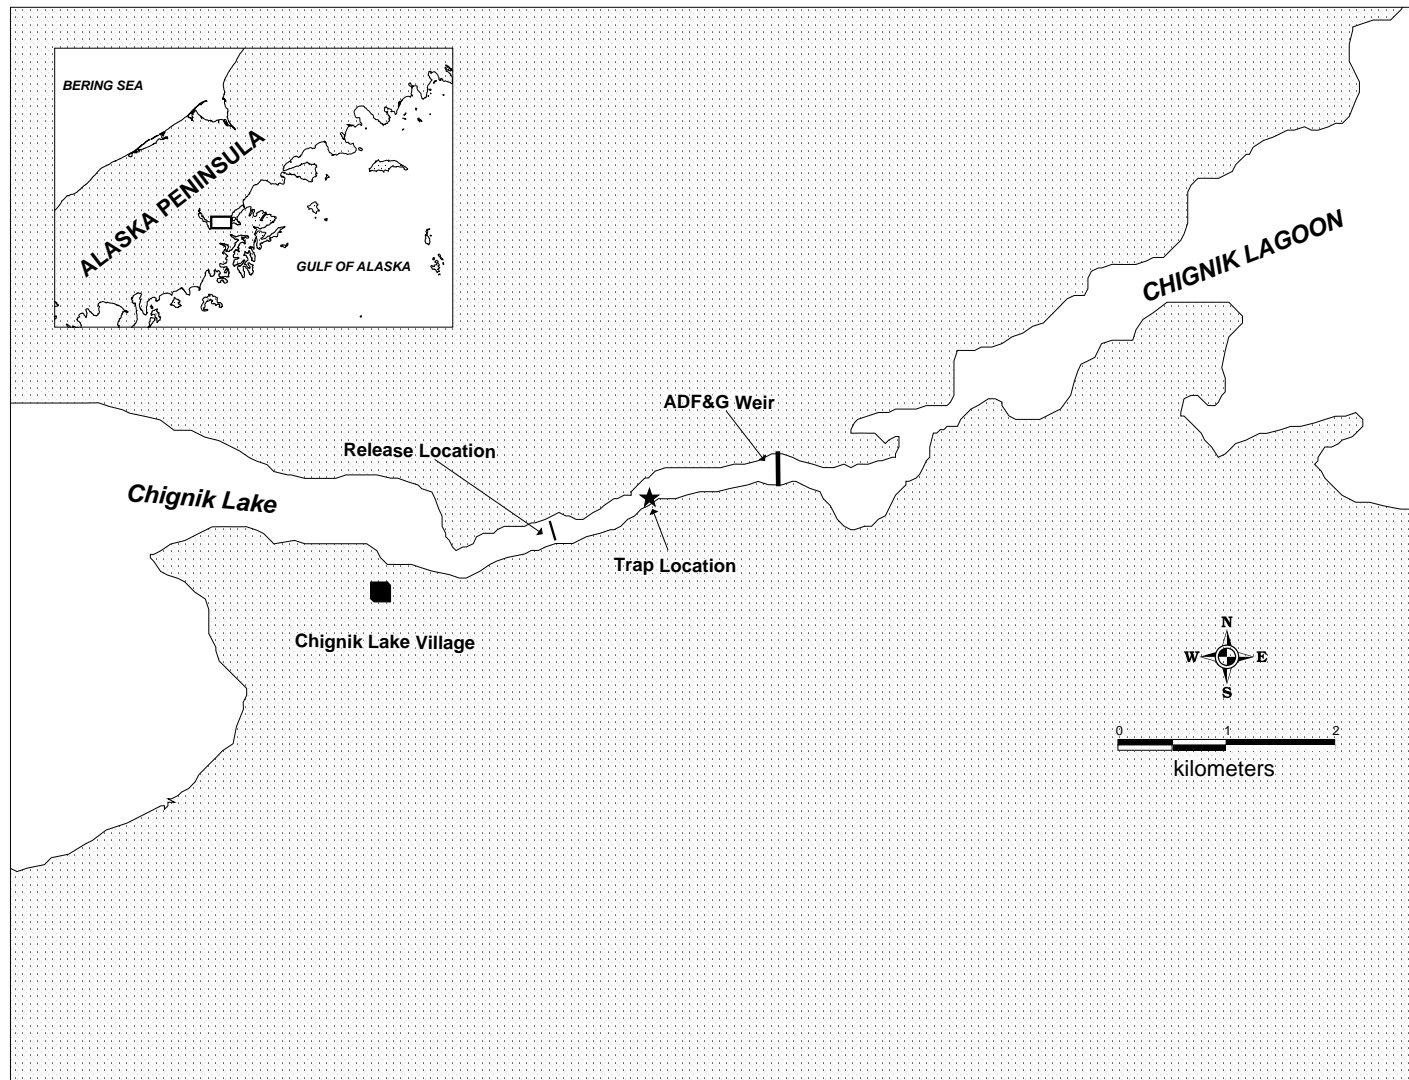 BERING SEA
ALASKA PENINSULA
GULF OF ALASKA
CHIGNIK LAGOON
ADF&G Weir
Release Location
Chignik Lake
Trap Location
Chignik Lake Village
N
W E
S
0 1 2
kilometers